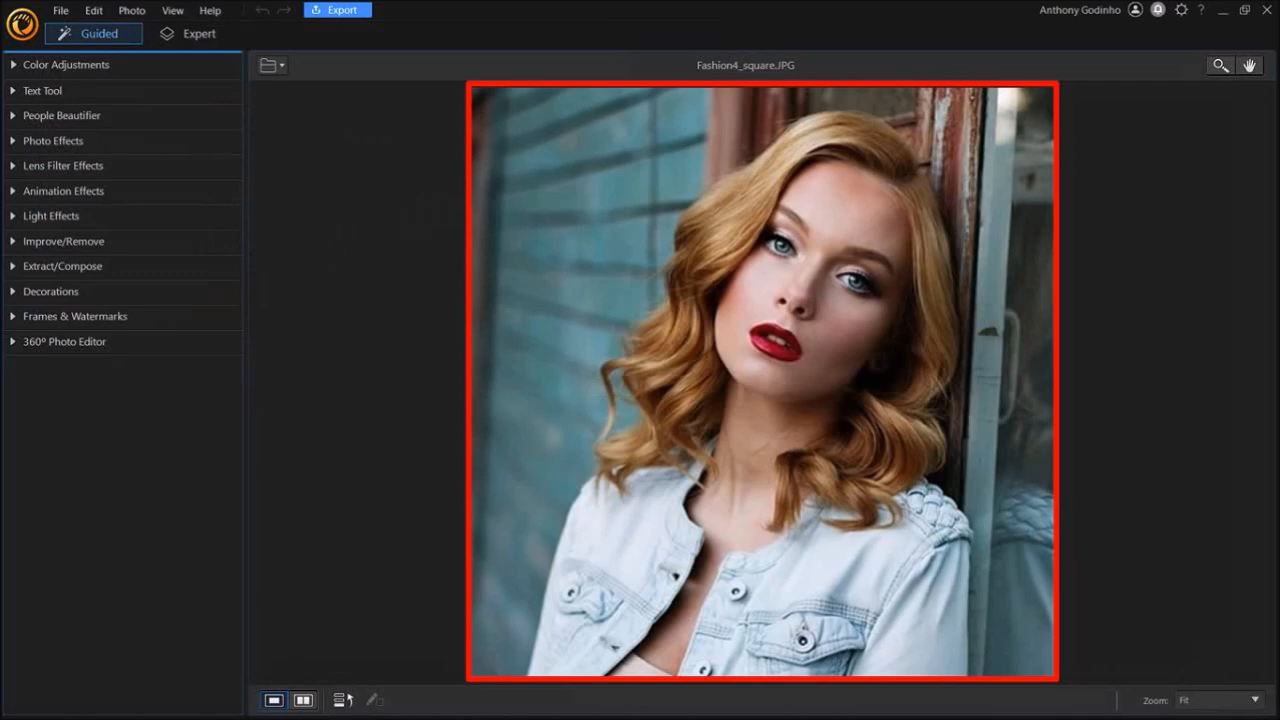 File Edit Photo View Help Export Anthony Godinho ?
Guided Expert
Fashion4_square.JPG
Color Adjustments
Text Tool
People Beautifier
Photo Effects
Lens Filter Effects
Animation Effects
Light Effects
Improve/Remove
Extract/Compose
Decorations
Frames & Watermarks
360º Photo Editor
Zoom: Fit